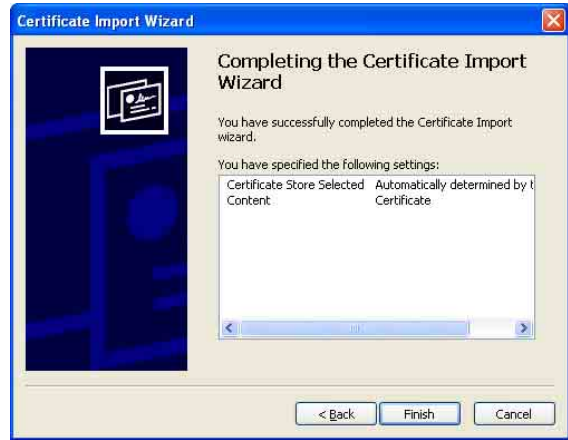 Certificate Import Wizard
Completing the Certificate Import
Wizard
You have successfully completed the Certificate Import
wizard.
You have specified the following settings:
Certificate Store Selected Automatically determined by t
Content Certificate
< Back Finish Cancel